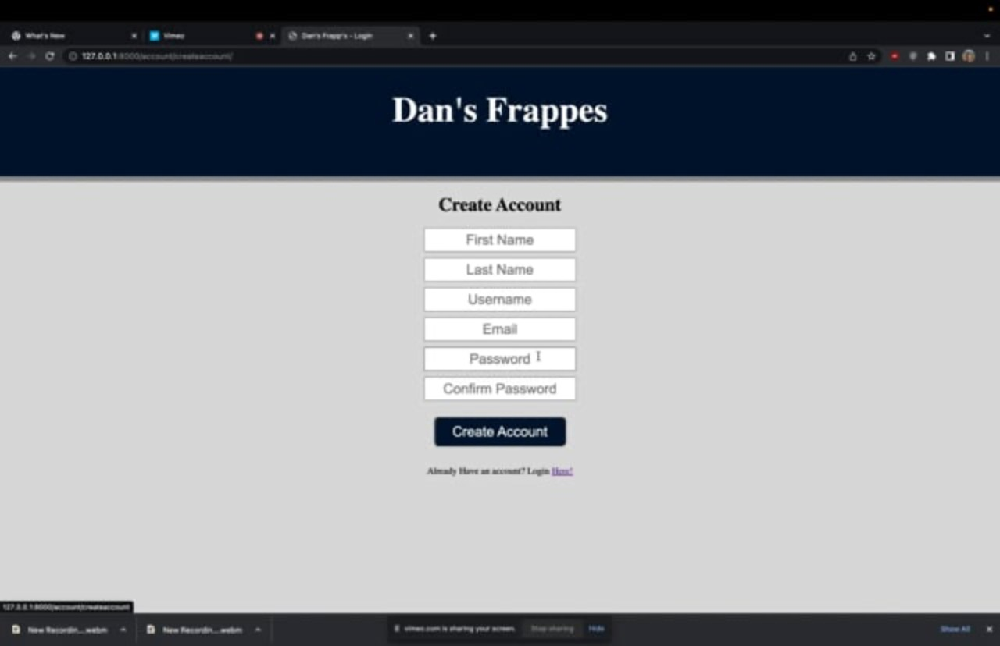 What's New
Vimeo
Dan's Frapp's - Login
127.0.0.1:8000/account/createaccount/
Dan's Frappes
Create Account
First Name
Last Name
Username
Email
Password
Confirm Password
Create Account
Already Have an account? Login Here!
127.0.0.1:8000/account/createaccount
New Recordin....webm
New Recordin....webm
vimeo.com is sharing your screen.
Stop sharing
Hide
Show All